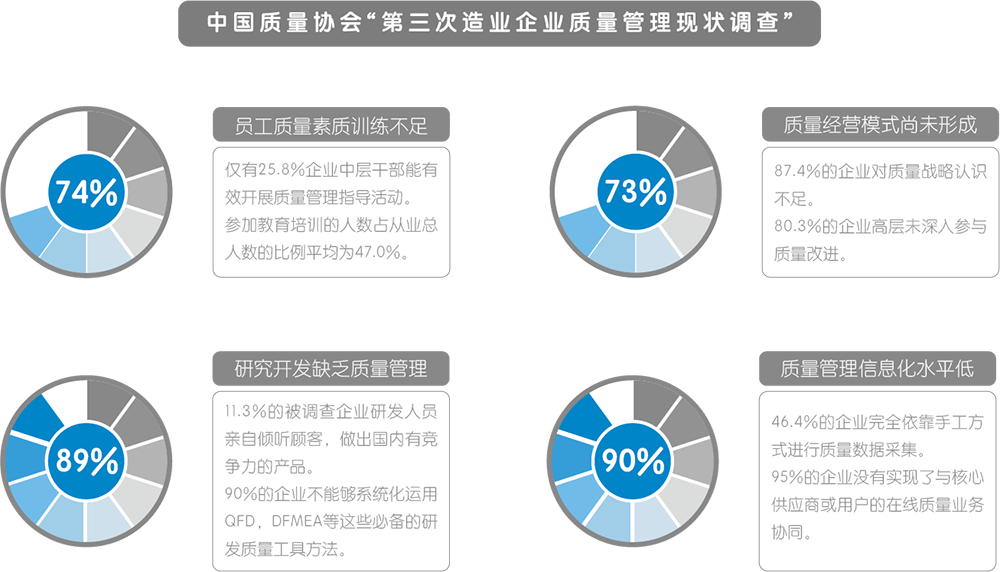 中国质量协会“第三次造业企业质量管理现状调查”
74%
员工质量素质训练不足
仅有25.8%企业中层干部能有
效开展质量管理指导活动。
参加教育培训的人数占从业总
人数的比例平均为47.0%。
73%
质量经营模式尚未形成
87.4%的企业对质量战略认识
不足。
80.3%的企业高层未深入参与
质量改进。
89%
研究开发缺乏质量管理
11.3%的被调查企业研发人员
亲自倾听顾客，做出国内有竞
争力的产品。
90%的企业不能够系统化运用
QFD，DFMEA等这些必备的研
发质量工具方法。
90%
质量管理信息化水平低
46.4%的企业完全依靠手工方
式进行质量数据采集。
95%的企业没有实现了与核心
供应商或用户的在线质量业务
协同。